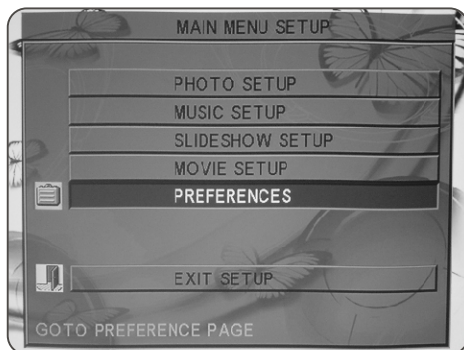 MAIN MENU SETUP
PHOTO SETUP
MUSIC SETUP
SLIDESHOW SETUP
MOVIE SETUP
PREFERENCES
EXIT SETUP
GOTO PREFERENCE PAGE